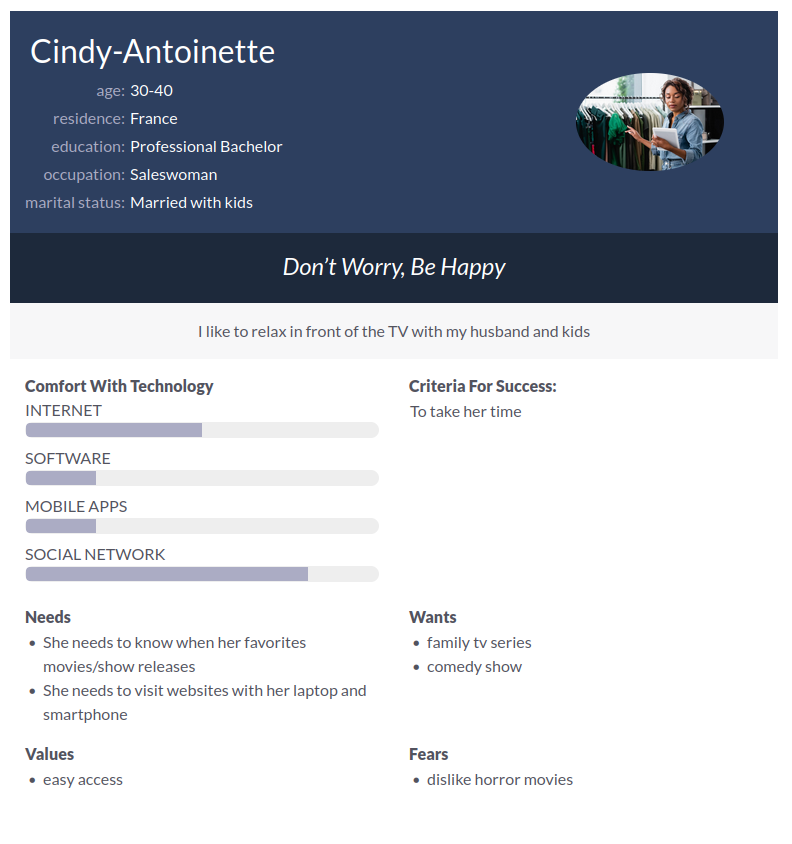 Cindy-Antoinette
age: 30-40
residence: France
education: Professional Bachelor
occupation: Saleswoman
marital status: Married with kids
Don’t Worry, Be Happy
I like to relax in front of the TV with my husband and kids
Comfort With Technology
INTERNET
SOFTWARE
MOBILE APPS
SOCIAL NETWORK
Criteria For Success:
To take her time
Needs
• She needs to know when her favorites
movies/show releases
• She needs to visit websites with her laptop and
smartphone
Wants
• family tv series
• comedy show
Values
• easy access
Fears
• dislike horror movies